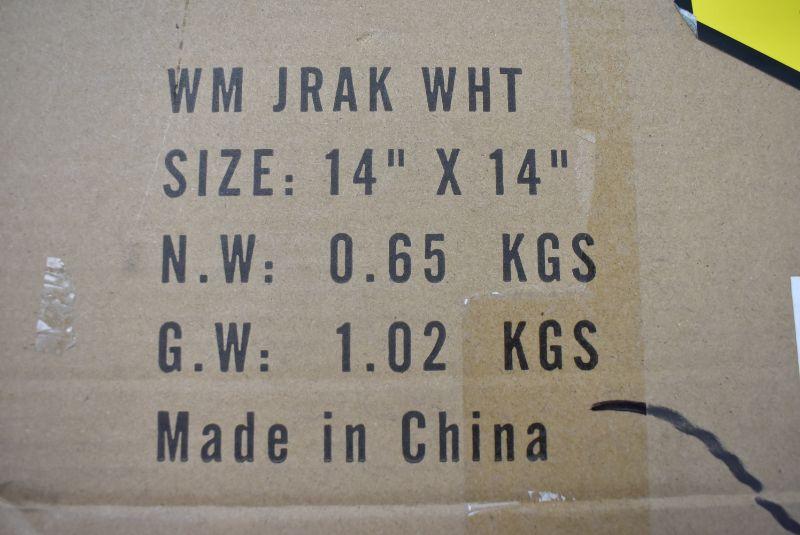 WM JRAK WHT
SIZE: 14" X 14"
N.W: 0.65 KGS
G.W: 1.02 KGS
Made in China